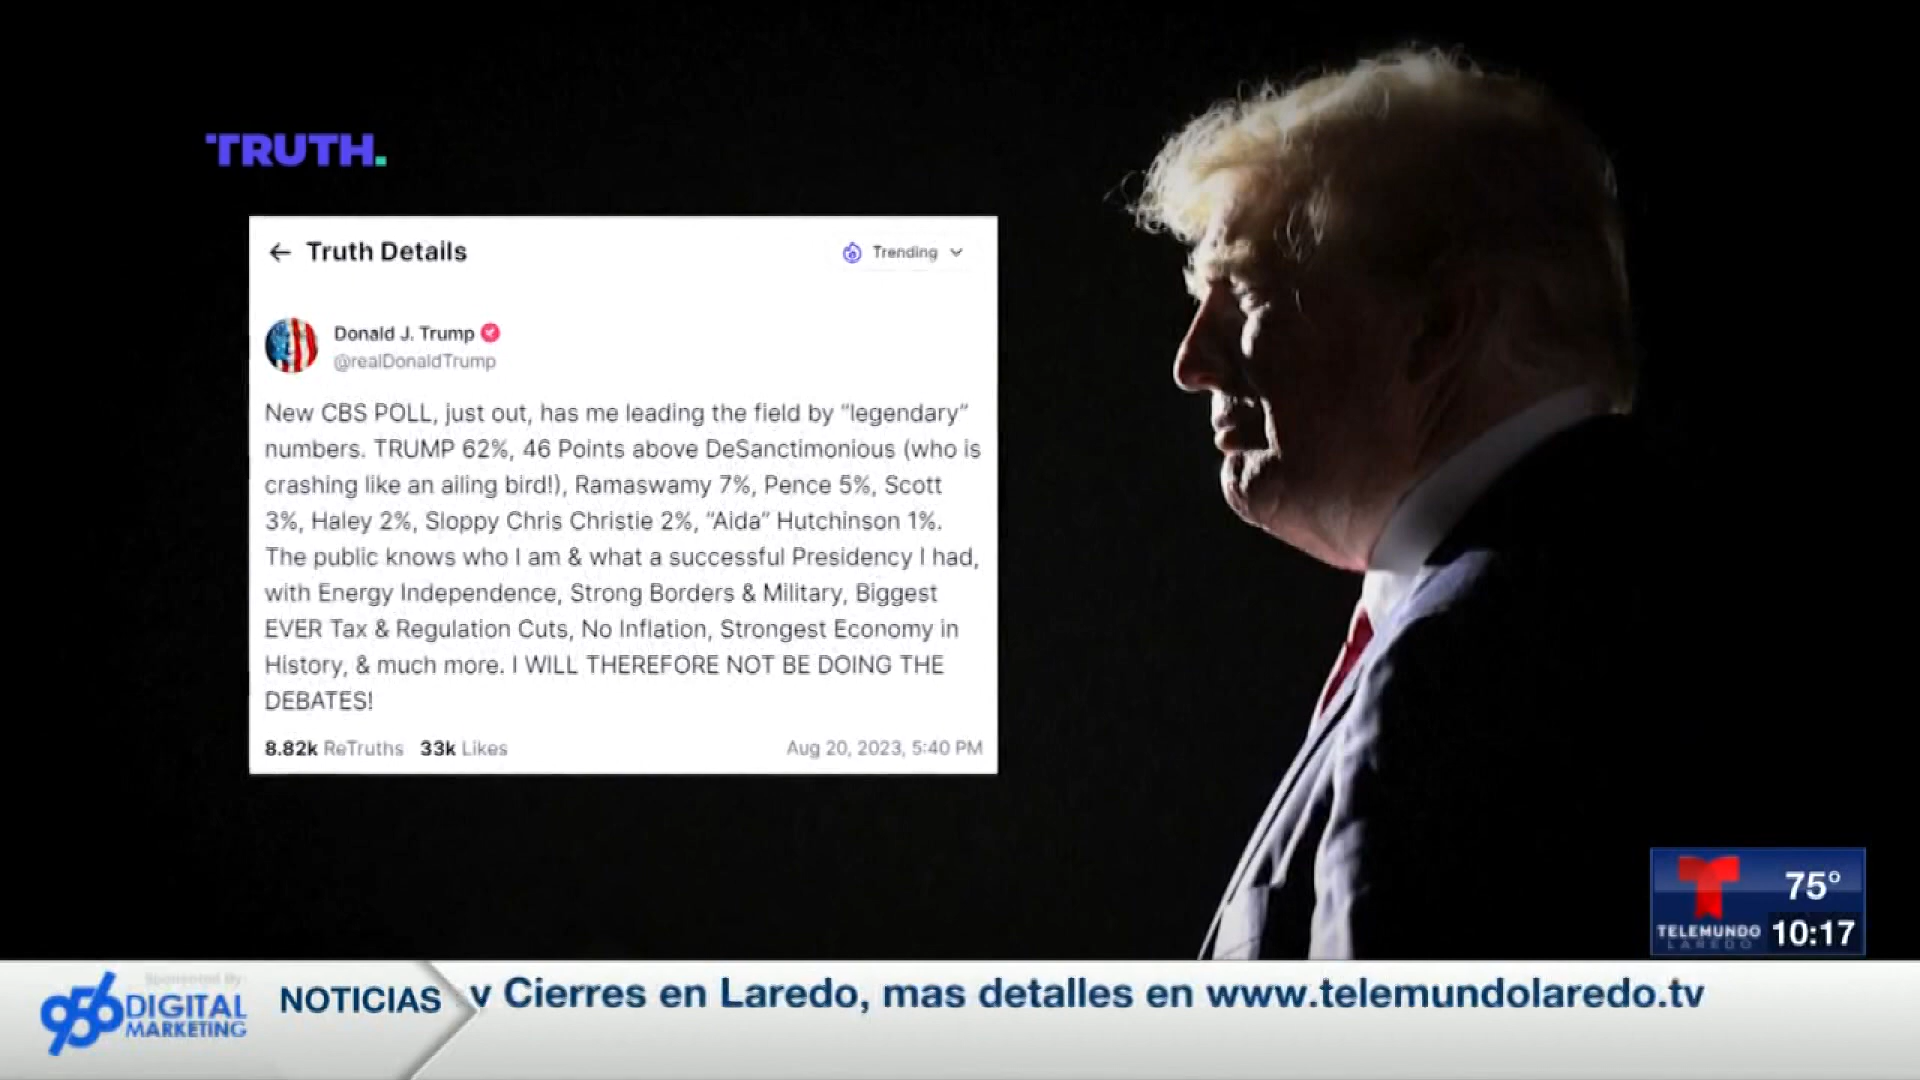 TRUTH.
← Truth Details
Trending
Donald J. Trump
@realDonaldTrump
New CBS POLL, just out, has me leading the field by “legendary”
numbers. TRUMP 62%, 46 Points above DeSanctimonious (who is
crashing like an ailing bird!), Ramaswamy 7%, Pence 5%, Scott
3%, Haley 2%, Sloppy Chris Christie 2%, “Aida” Hutchinson 1%.
The public knows who I am & what a successful Presidency I had,
with Energy Independence, Strong Borders & Military, Biggest
EVER Tax & Regulation Cuts, No Inflation, Strongest Economy in
History, & much more. I WILL THEREFORE NOT BE DOING THE
DEBATES!
8.82k ReTruths 33k Likes
Aug 20, 2023, 5:40 PM
75°
TELEMUNDO
LAREDO
10:17
Sponsored By:
956 DIGITAL
MARKETING
NOTICIAS
y Cierres en Laredo, mas detalles en www.telemundolaredo.tv